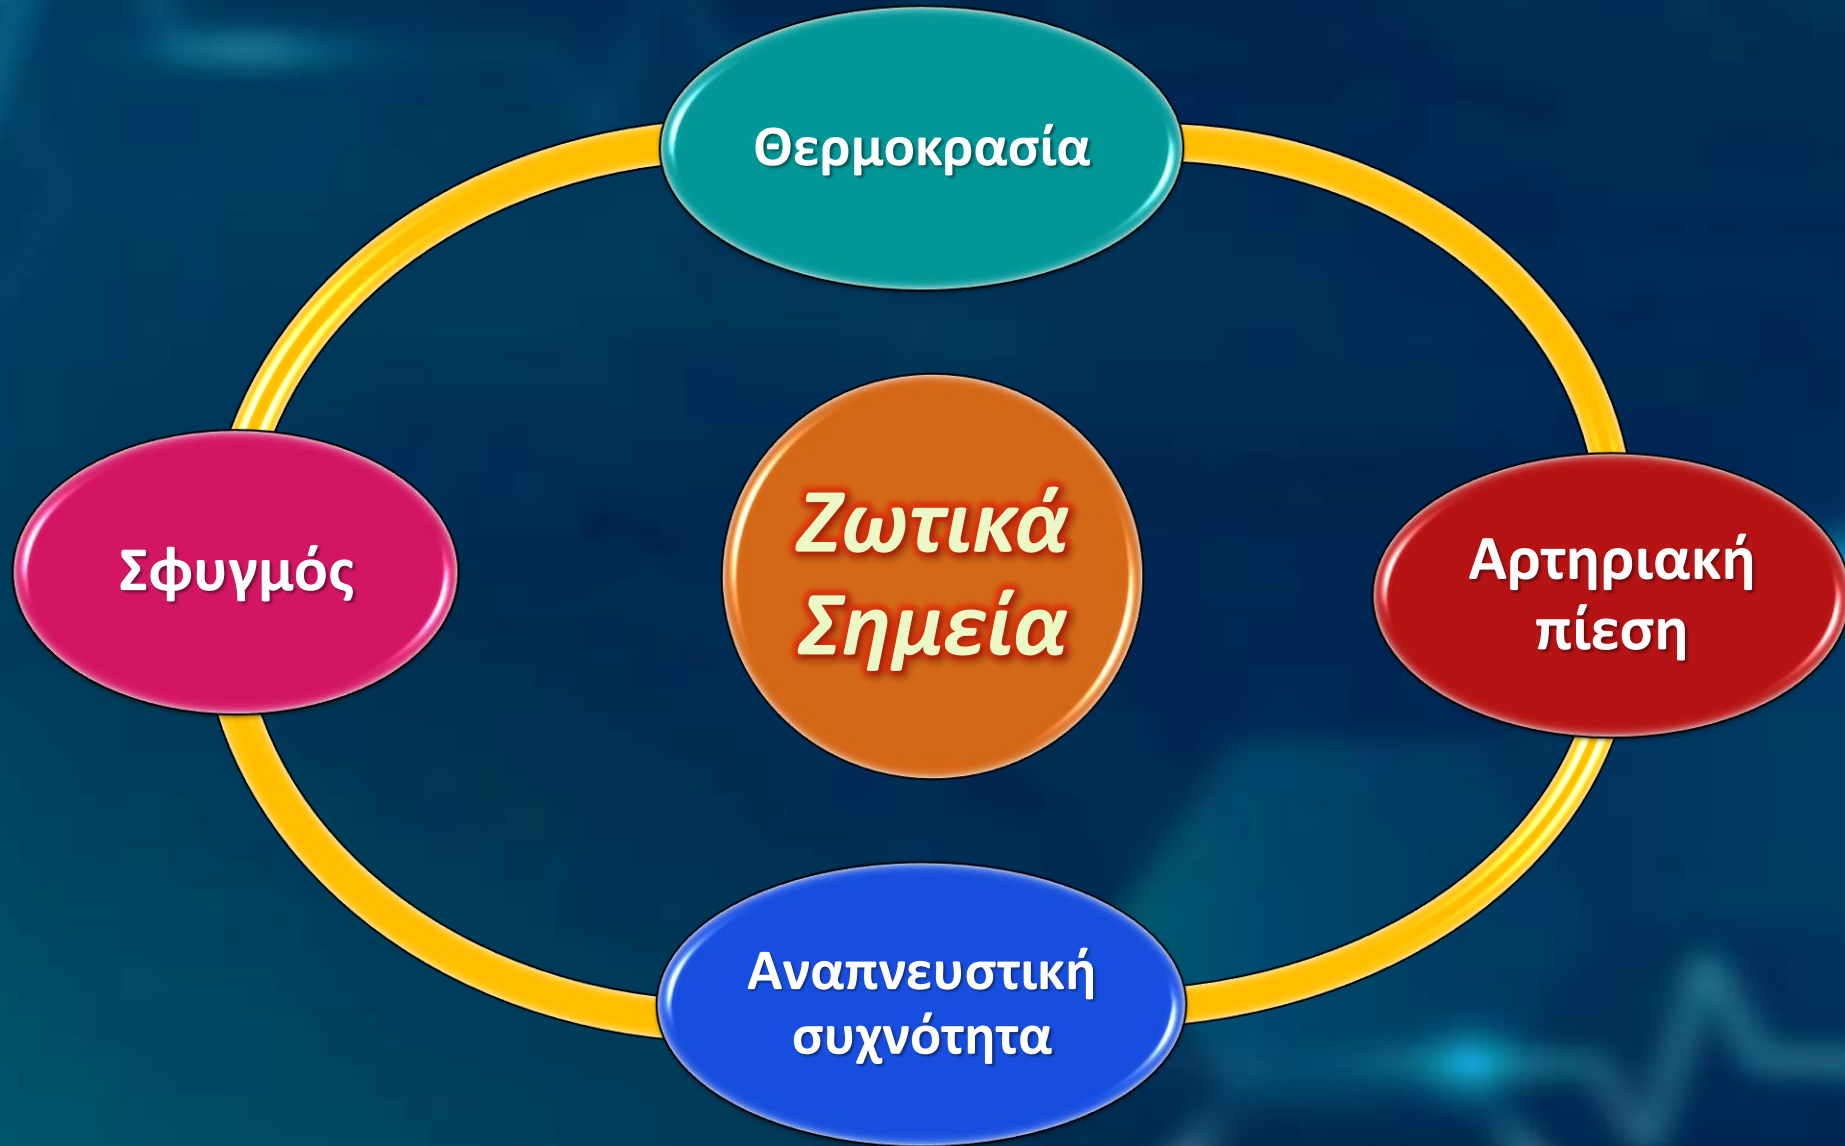 Θερμοκρασία
Σφυγμός
Ζωτικά
Σημεία
Αρτηριακή
πίεση
Αναπνευστική
συχνότητα